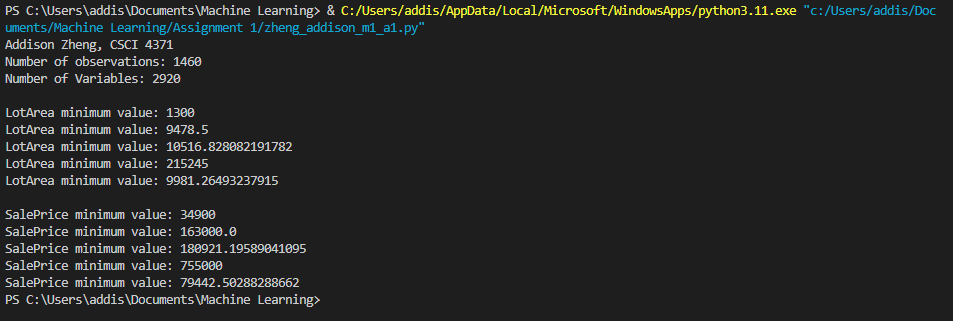 PS C:\Users\addis\Documents\Machine Learning> & C:/Users/addis/AppData/Local/Microsoft/WindowsApps/python3.11.exe "c:/Users/addis/Doc
uments/Machine Learning/Assignment 1/zheng_addison_m1_a1.py"
Addison Zheng, CSCI 4371
Number of observations: 1460
Number of Variables: 2920
LotArea minimum value: 1300
LotArea minimum value: 9478.5
LotArea minimum value: 10516.828082191782
LotArea minimum value: 215245
LotArea minimum value: 9981.26493237915
SalePrice minimum value: 34900
SalePrice minimum value: 163000.0
SalePrice minimum value: 180921.19589041095
SalePrice minimum value: 755000
SalePrice minimum value: 79442.50288288662
PS C:\Users\addis\Documents\Machine Learning>